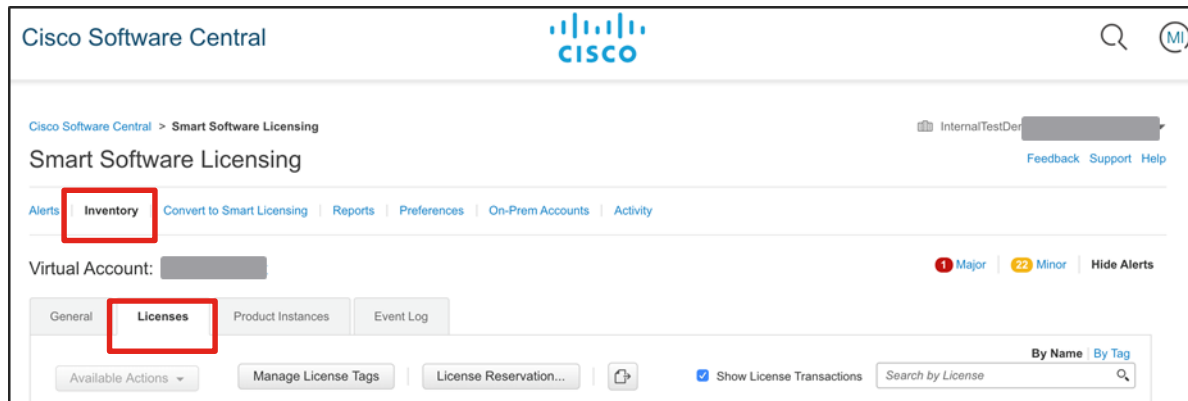 Cisco Software Central
CISCO
MI
Cisco Software Central > Smart Software Licensing
InternalTestDer
Smart Software Licensing
Feedback Support Help
Alerts | Inventory | Convert to Smart Licensing | Reports | Preferences | On-Prem Accounts | Activity
Virtual Account:
1 Major | 22 Minor | Hide Alerts
General Licenses Product Instances Event Log
By Name | By Tag
Available Actions Manage License Tags | License Reservation... | Show License Transactions Search by License